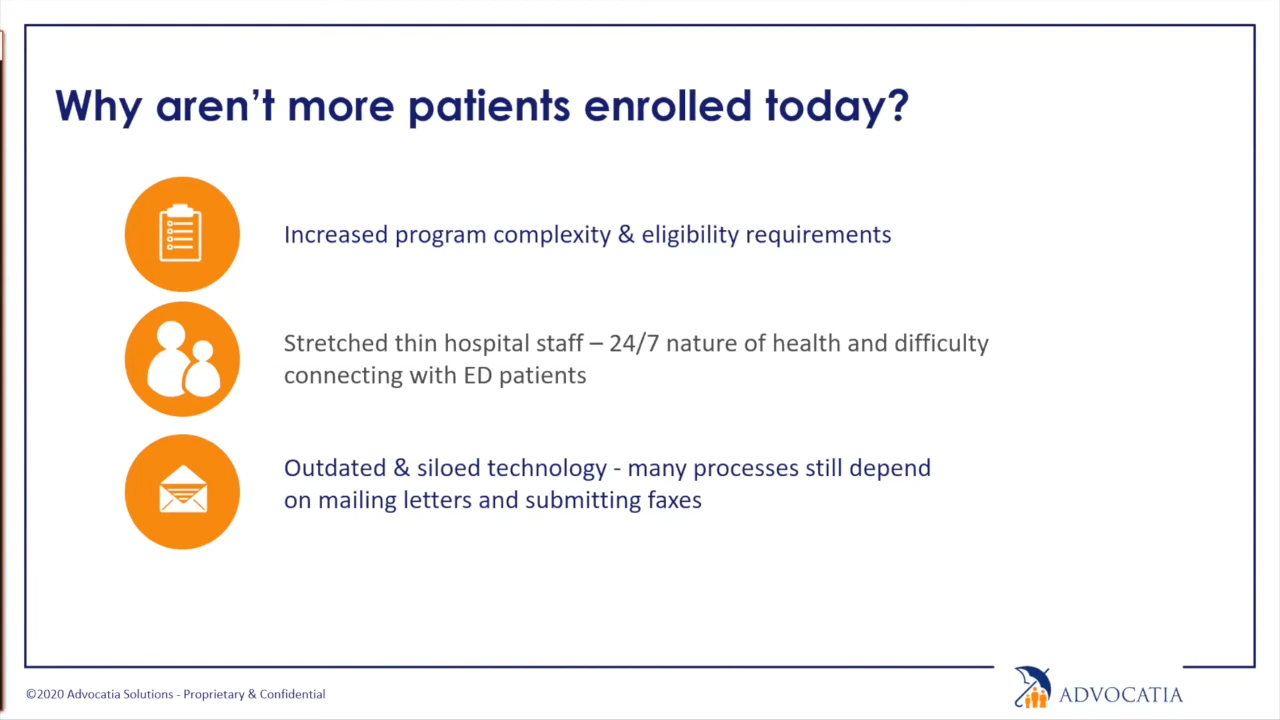 Why aren’t more patients enrolled today?
Increased program complexity & eligibility requirements
Stretched thin hospital staff – 24/7 nature of health and difficulty
connecting with ED patients
Outdated & siloed technology - many processes still depend
on mailing letters and submitting faxes
©2020 Advocatia Solutions - Proprietary & Confidential
ADVOCATIA